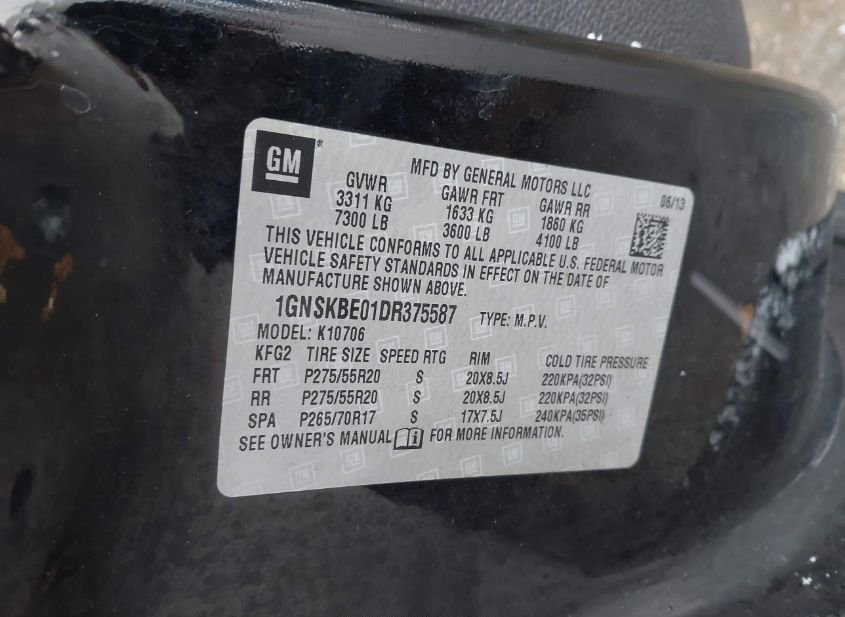 GM
MFD BY GENERAL MOTORS LLC
06/13
GVWR GAWR FRT GAWR RR
3311 KG 1633 KG 1860 KG
7300 LB 3600 LB 4100 LB
THIS VEHICLE CONFORMS TO ALL APPLICABLE U.S. FEDERAL MOTOR
VEHICLE SAFETY STANDARDS IN EFFECT ON THE DATE OF
MANUFACTURE SHOWN ABOVE.
1GNSKBE01DR375587 TYPE: M.P.V.
MODEL: K10706
KFG2 TIRE SIZE SPEED RTG RIM COLD TIRE PRESSURE
FRT P275/55R20 S 20X8.5J 220KPA(32PSI)
RR P275/55R20 S 20X8.5J 220KPA(32PSI)
SPA P265/70R17 S 17X7.5J 240KPA(35PSI)
SEE OWNER'S MANUAL FOR MORE INFORMATION.